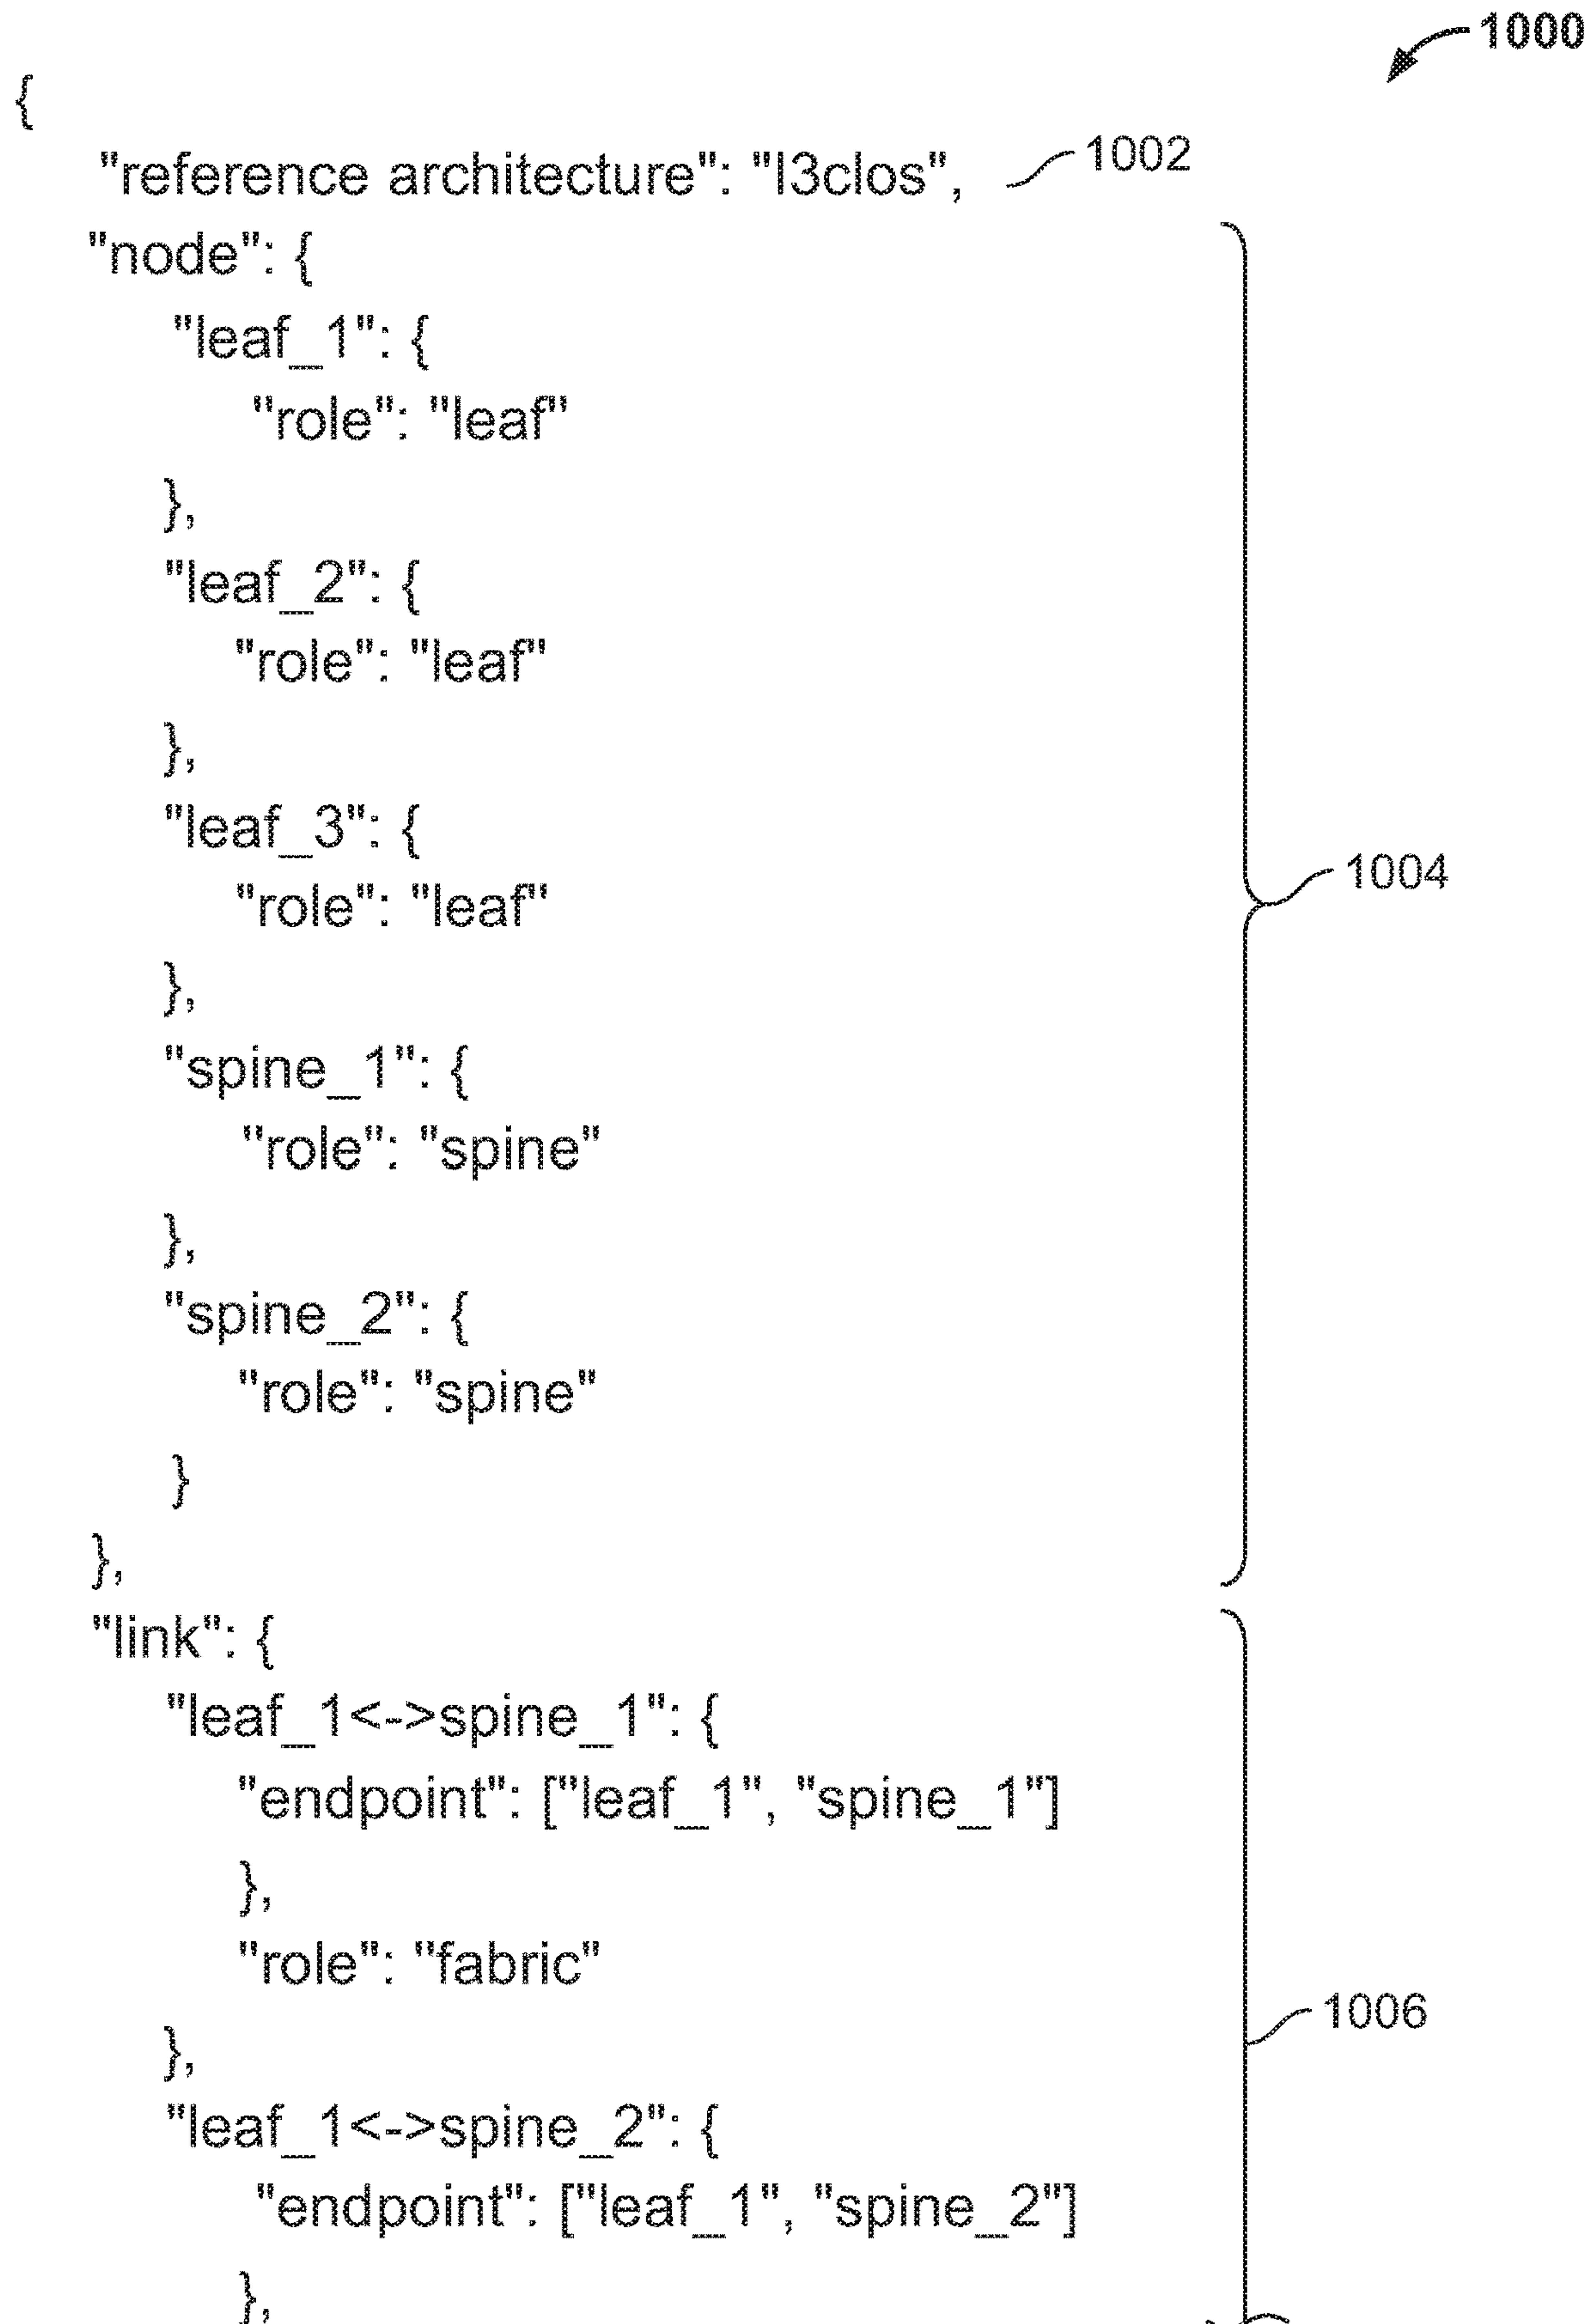 1000
{
"reference architecture": "l3clos", 1002
"node": {
"leaf_1": {
"role": "leaf"
},
"leaf_2": {
"role": "leaf"
},
"leaf_3": {
"role": "leaf"
},
"spine_1": {
"role": "spine"
},
"spine_2": {
"role": "spine"
}
},
1004
"link": {
"leaf_1<->spine_1": {
"endpoint": ["leaf_1", "spine_1"]
},
"role": "fabric"
},
1006
"leaf_1<->spine_2": {
"endpoint": ["leaf_1", "spine_2"]
},